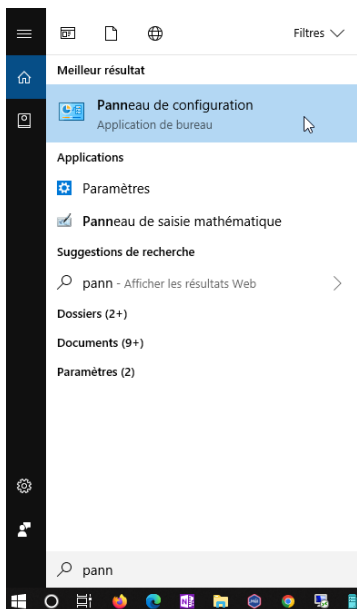 Filtres
Meilleur résultat
Panneau de configuration
Application de bureau
Applications
Paramètres
Panneau de saisie mathématique
Suggestions de recherche
pann - Afficher les résultats Web
Dossiers (2+)
Documents (9+)
Paramètres (2)
pann